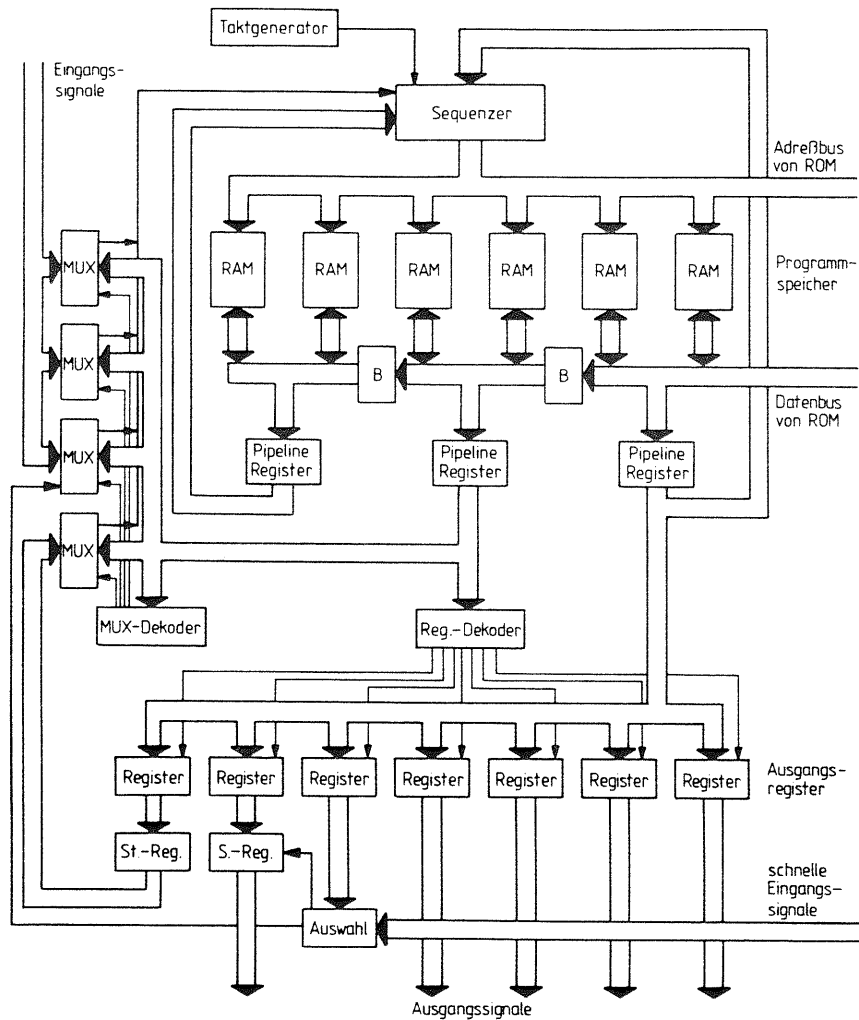 Taktgenerator
Eingangs-
signale
Sequenzer
Adreßbus
von ROM
MUX
RAM
RAM
RAM
RAM
RAM
RAM
Programm-
speicher
MUX
B
B
Datenbus
von ROM
MUX
Pipeline
Register
Pipeline
Register
Pipeline
Register
MUX
MUX-Dekoder
Reg.-Dekoder
Register
Register
Register
Register
Register
Register
Register
Ausgangs-
register
St.-Reg.
S.-Reg.
schnelle
Eingangs-
signale
Auswahl
Ausgangssignale